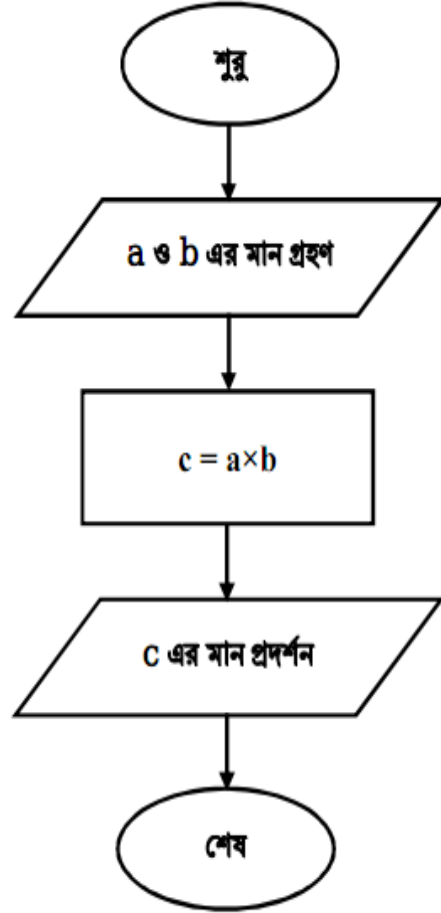 শুরু
a ও b এর মান গ্রহণ
c = a×b
c এর মান প্রদর্শন
শেষ